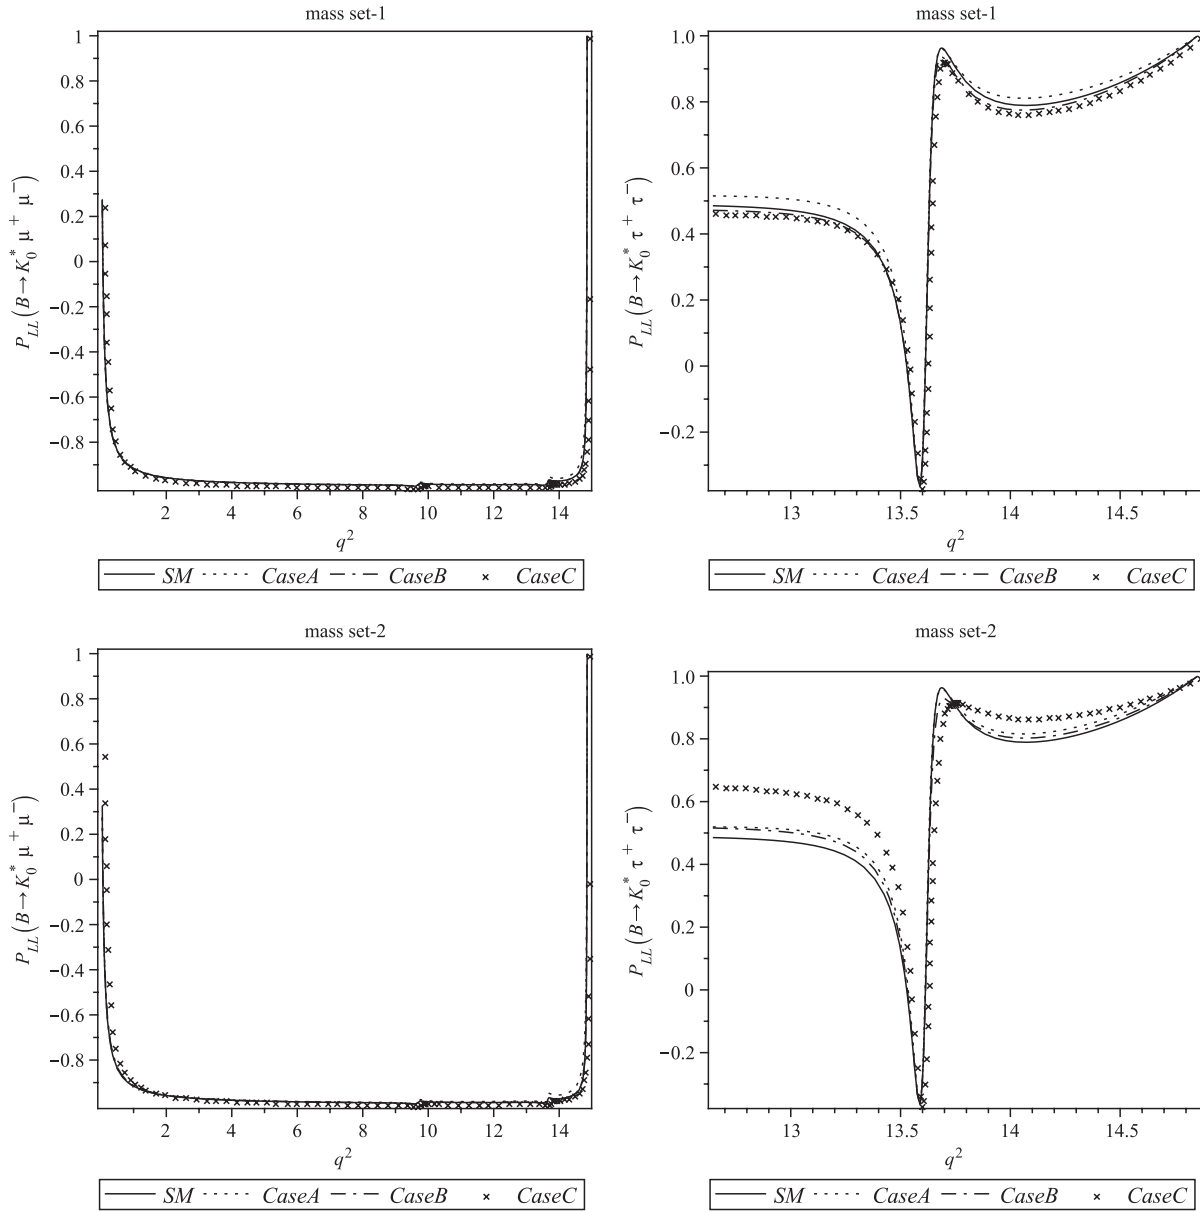 mass set-1
1
0.8
0.6
0.4
0.2
0
−0.2
−0.4
−0.6
−0.8
P_LL(B→K_0^* μ^+ μ^−)
2 4 6 8 10 12 14
q^2
SM CaseA CaseB CaseC
mass set-1
1.0
0.8
0.6
0.4
0.2
0
−0.2
P_LL(B→K_0^* τ^+ τ^−)
13 13.5 14 14.5
q^2
SM CaseA CaseB CaseC
mass set-2
1
0.8
0.6
0.4
0.2
0
−0.2
−0.4
−0.6
−0.8
P_LL(B→K_0^* μ^+ μ^−)
2 4 6 8 10 12 14
q^2
SM CaseA CaseB CaseC
mass set-2
1.0
0.8
0.6
0.4
0.2
0
−0.2
P_LL(B→K_0^* τ^+ τ^−)
13 13.5 14 14.5
q^2
SM CaseA CaseB CaseC